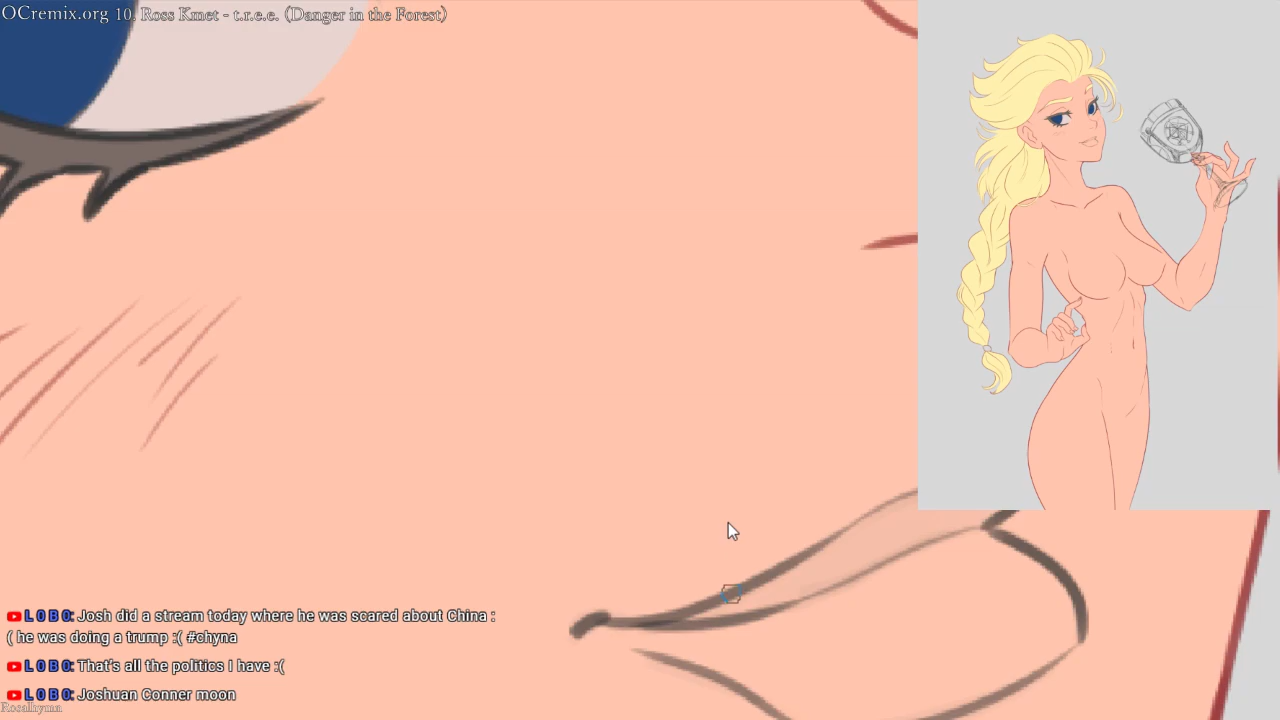 OCremix.org 10. Ross Kmet - t.r.e.e. (Danger in the Forest)
L O B O: Josh did a stream today where he was scared about China :
( he was doing a trump :( #chyna
L O B O: That's all the politics I have :(
L O B O: Joshuan Conner moon
Rosalhymn